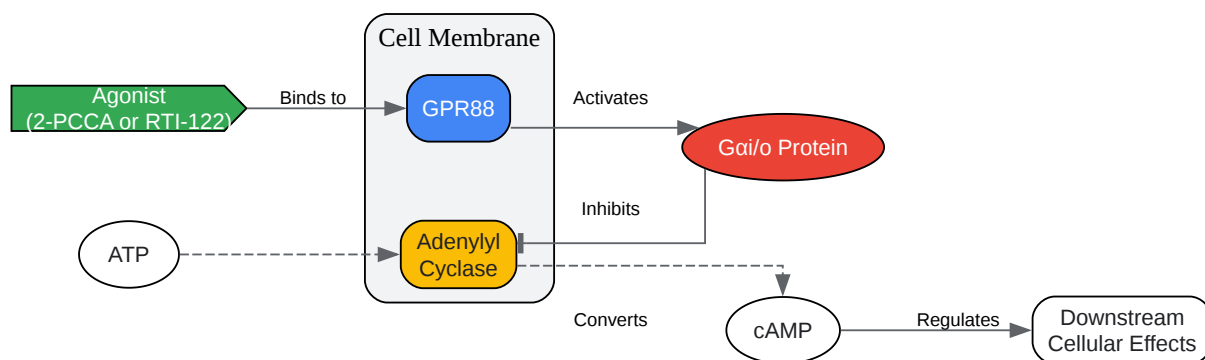 Cell Membrane
Agonist
(2-PCCA or RTI-122)
Binds to
GPR88
Activates
Gαi/o Protein
Inhibits
ATP
Adenylyl
Cyclase
Converts
cAMP
Regulates
Downstream
Cellular Effects